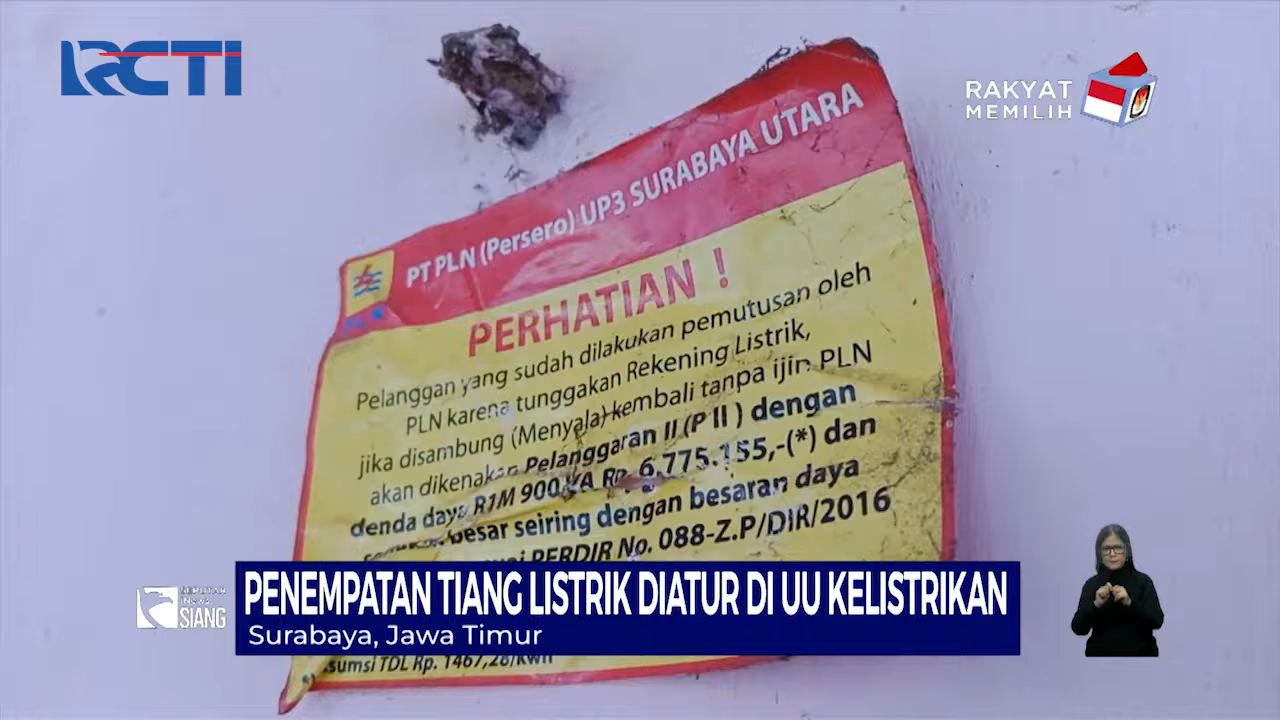 RCTI
RAKYAT
MEMILIH
PT PLN (Persero) UP3 SURABAYA UTARA
PERHATIAN !
Pelanggan yang sudah dilakukan pemutusan oleh
PLN karena tunggakan Rekening Listrik,
jika disambung (Menyala) kembali tanpa ijin PLN
akan dikenakan Pelanggaran II (P II ) dengan
denda daya R1M 900 VA Rp. 6.775.155,-(*) dan
besar seiring dengan besaran daya
PERDIR No. 088-Z.P/DIR/2016
SEPUTAR
iNews
SIANG
PENEMPATAN TIANG LISTRIK DIATUR DI UU KELISTRIKAN
Surabaya, Jawa Timur
TDL Rp. 1467,28/kwh